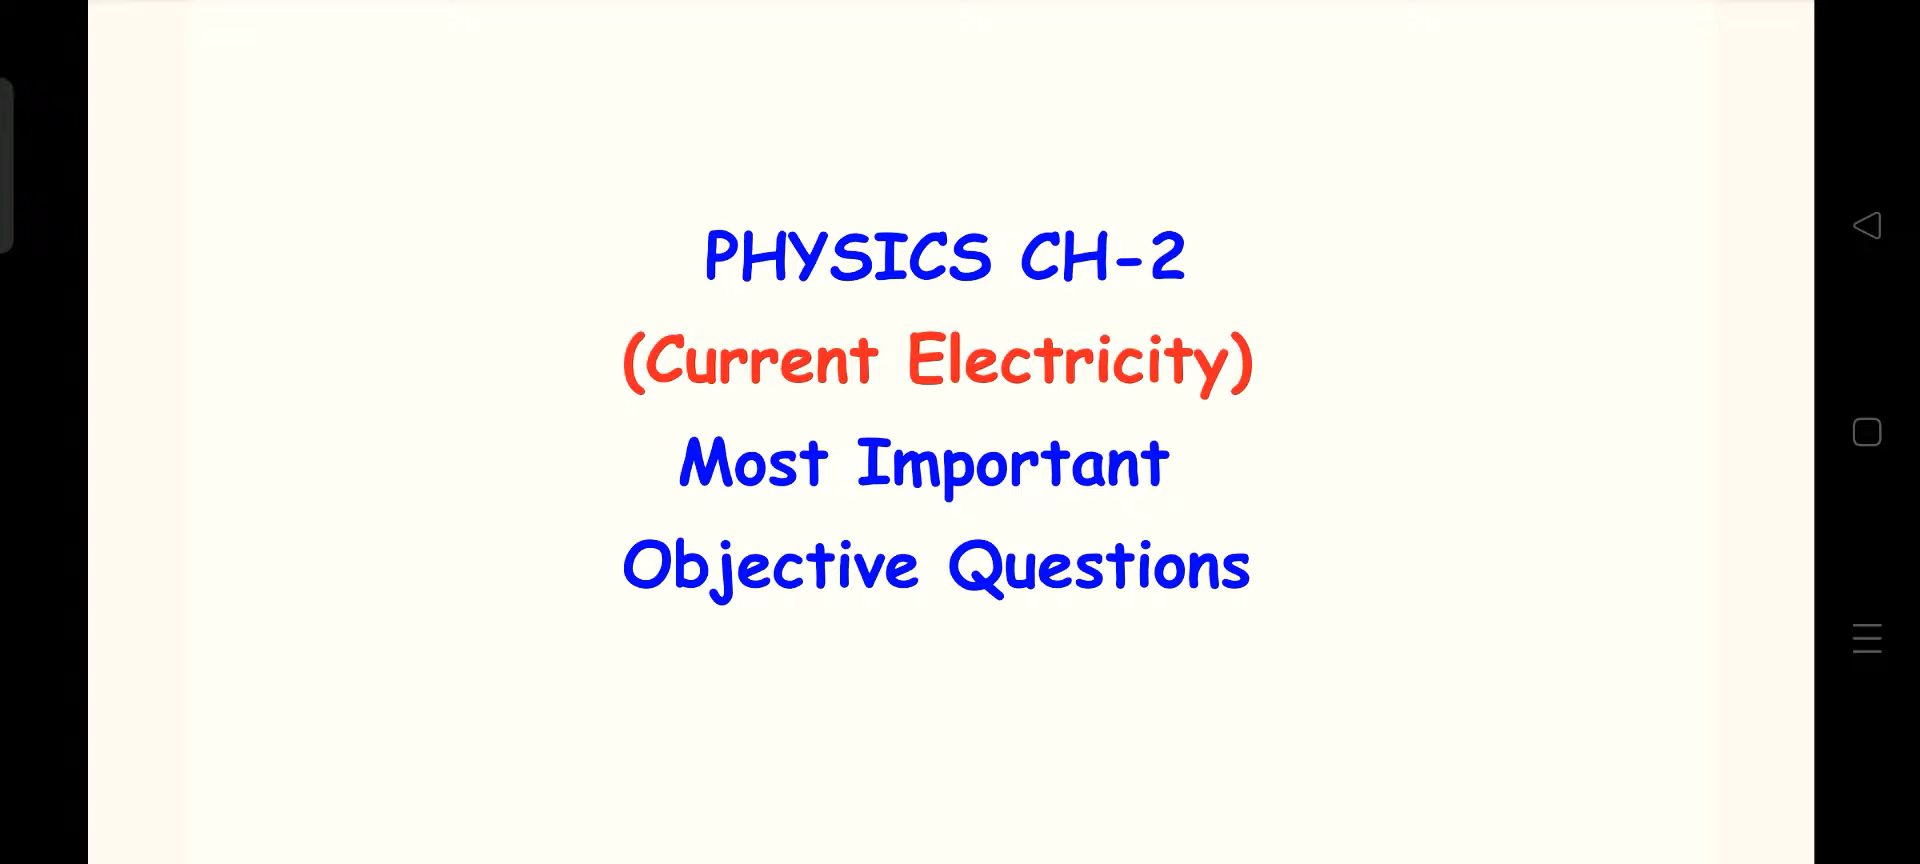 PHYSICS CH-2
(Current Electricity)
Most Important
Objective Questions